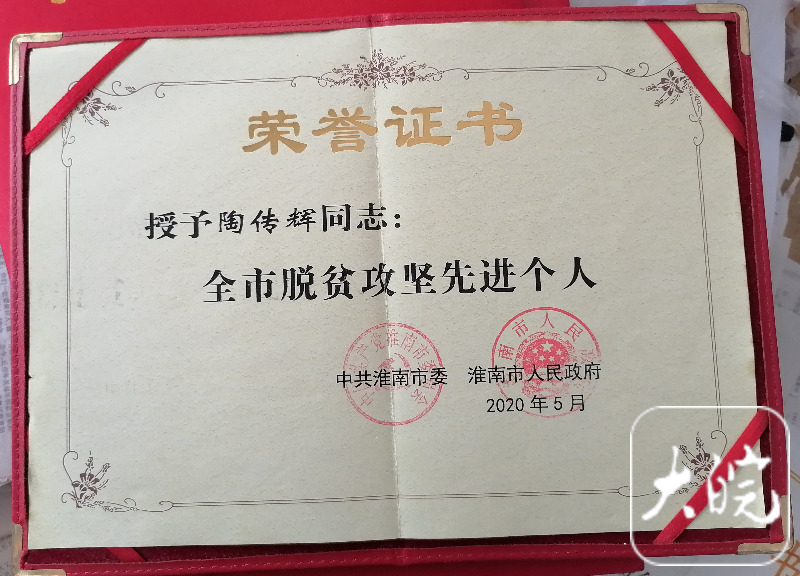 荣誉证书
授予陶传辉同志：
全市脱贫攻坚先进个人
中共淮南市委 淮南市人民政府
2020年5月
大皖